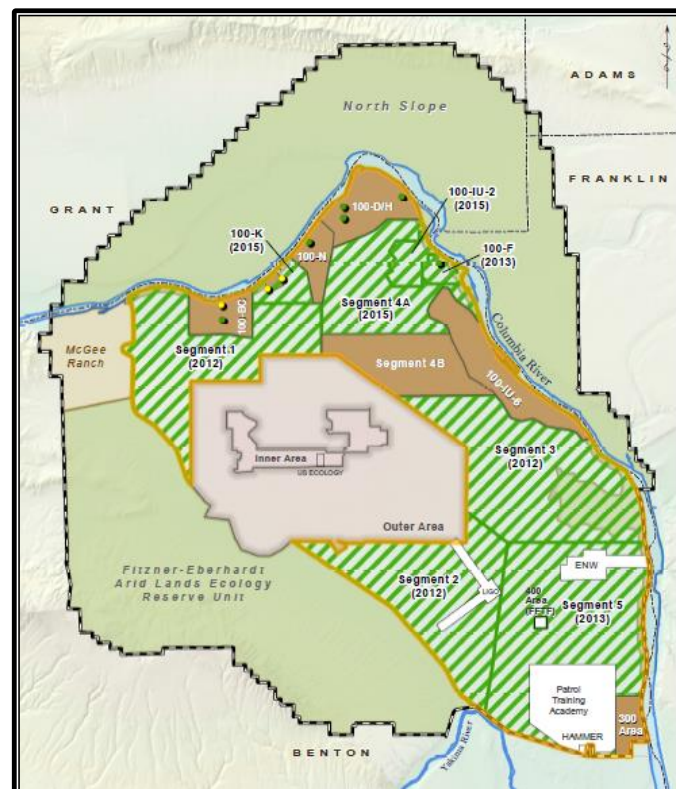 ADAMS
North Slope
FRANKLIN
GRANT
100-D/H
100-IU-2
(2015)
100-K
(2015)
100-N
100-F
(2013)
Segment 4A
(2015)
100-BC
Columbia River
McGee
Ranch
Segment 1
(2012)
Segment 4B
100-IU-6
Segment 3
(2012)
Inner Area
US ECOLOGY
Outer Area
Fitzner-Eberhardt
Arid Lands Ecology
Reserve Unit
Segment 2
(2012)
LIGO
ENW
400
Area
(FFTF)
Segment 5
(2013)
Patrol
Training
Academy
300
Area
HAMMER
Yakima River
BENTON